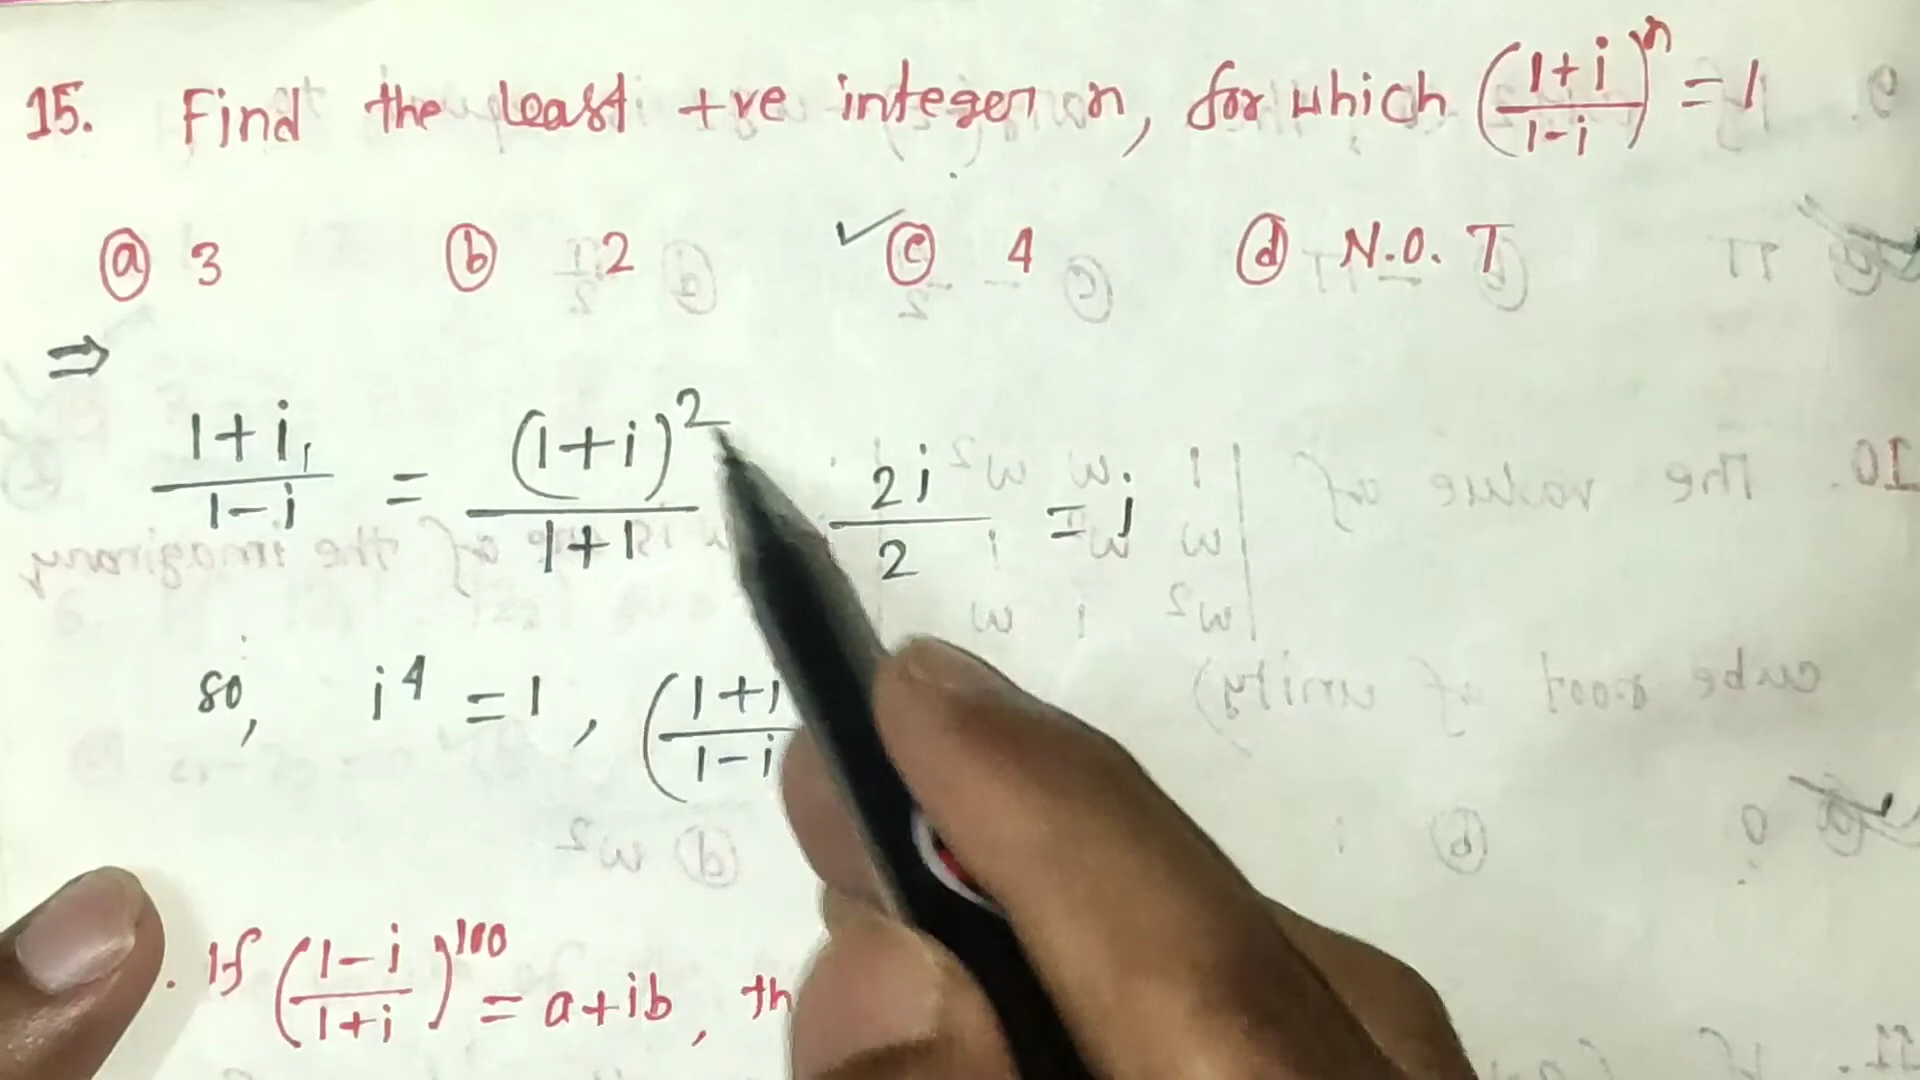 15. Find the least +ve integer n, for which ((1+i)/(1-i))^n = 1
(a) 3 (b) 2 ✓(c) 4 (d) N.O.T
⇒
(1+i)/(1-i) = (1+i)^2/(1+1) 2i/2 = i
so, i^4 = 1, ((1+i)/(1-i)
. If ((1-i)/(1+i))^100 = a+ib, th